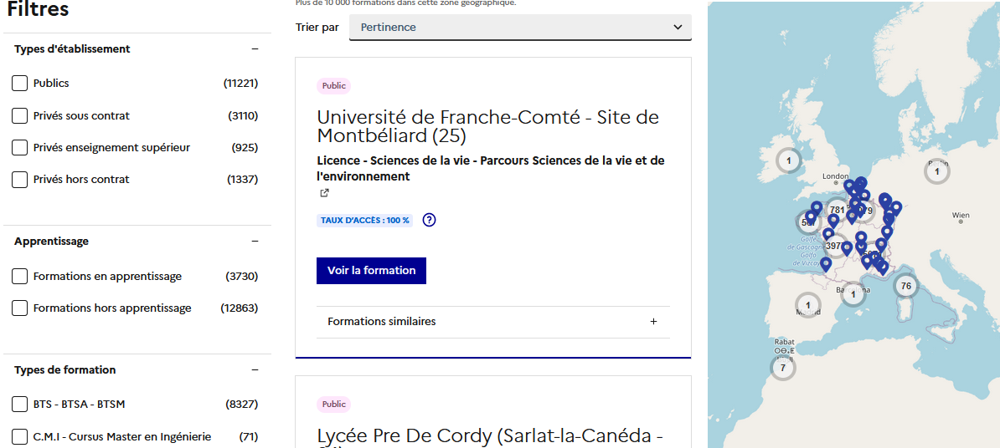 Filtres
Types d'établissement
Publics (11221)
Privés sous contrat (3110)
Privés enseignement supérieur (925)
Privés hors contrat (1337)
Apprentissage
Formations en apprentissage (3730)
Formations hors apprentissage (12863)
Types de formation
BTS - BTSA - BTSM (8327)
C.M.I - Cursus Master en Ingénierie (71)
Plus de 10 000 formations dans cette zone géographique.
Trier par Pertinence
Public
Université de Franche-Comté - Site de
Montbéliard (25)
Licence - Sciences de la vie - Parcours Sciences de la vie et de
l'environnement
TAUX D'ACCÈS : 100 %
Voir la formation
Formations similaires +
Public
Lycée Pre De Cordy (Sarlat-la-Canéda -
1
1
London
781
Wien
Golfe
de Gascogne
Golfo
de Vizcaya
397
76
1
1
Rabat
7